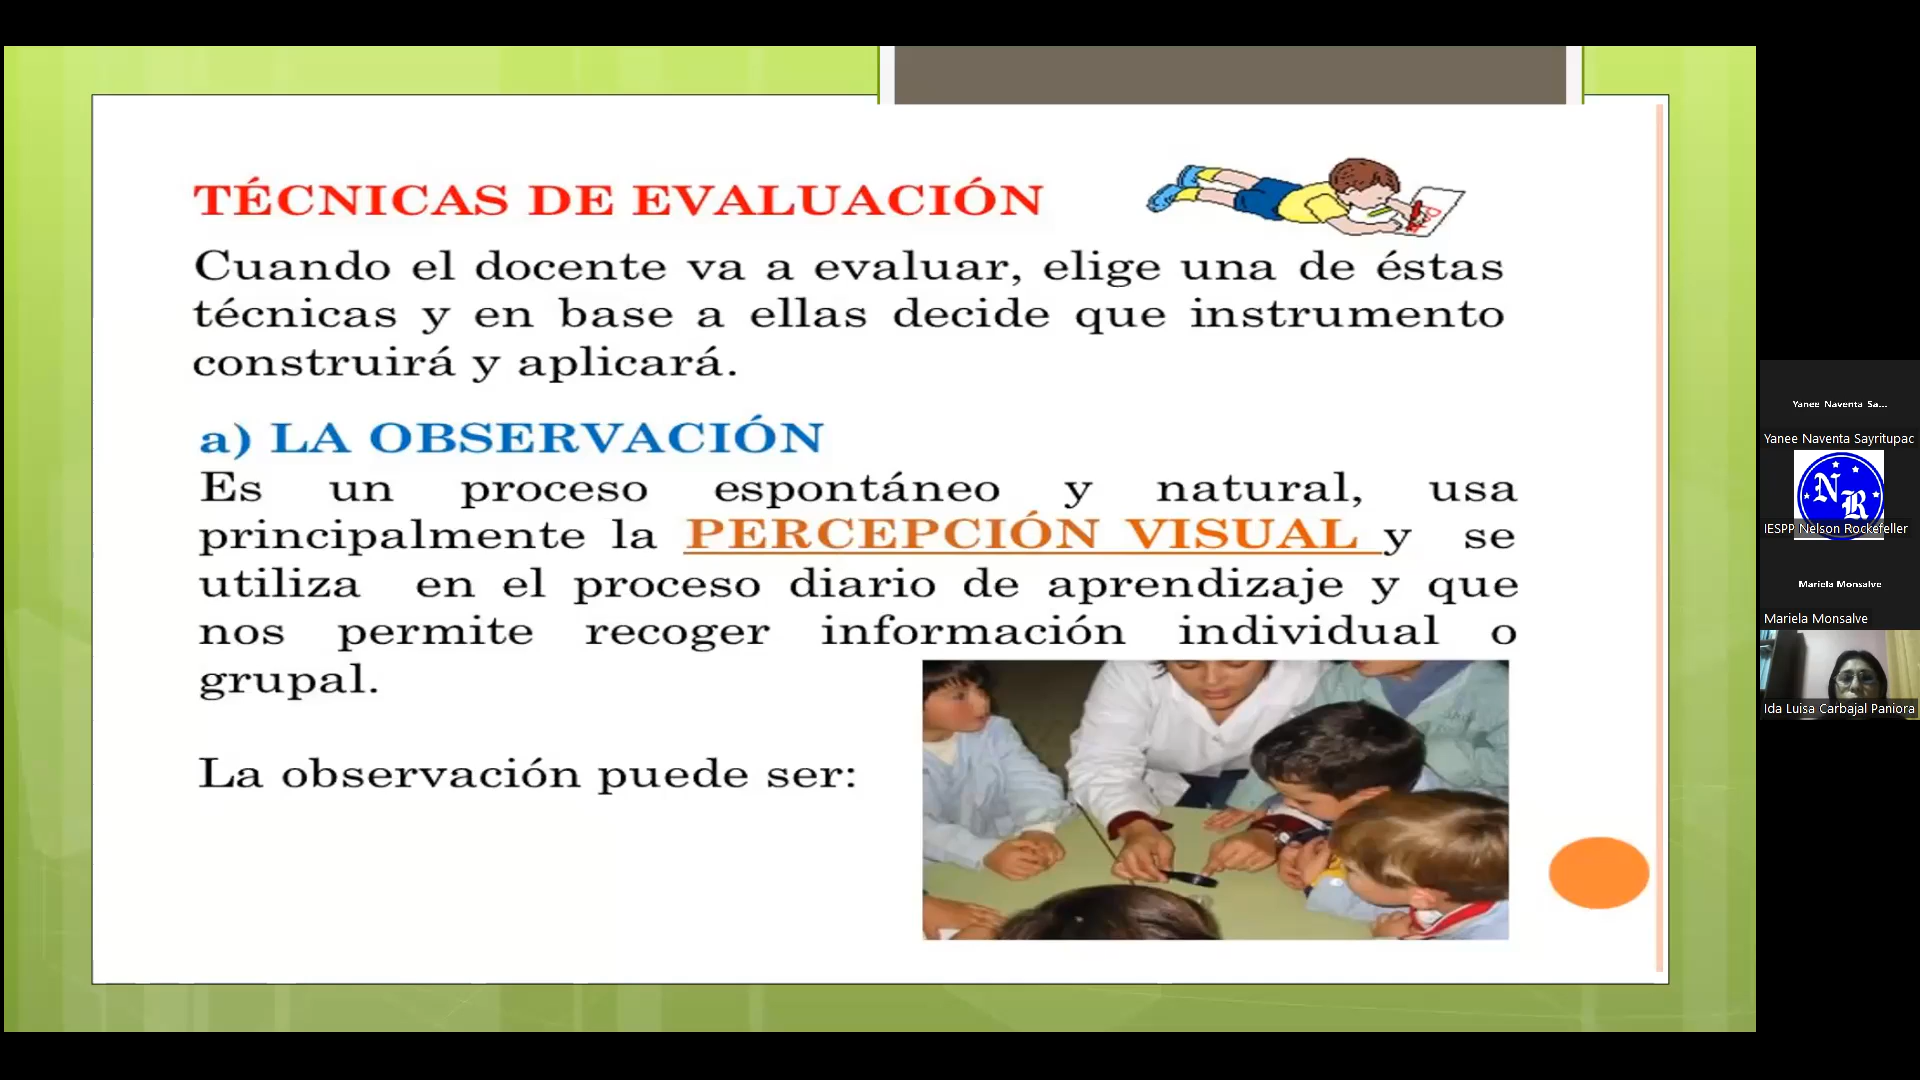 TÉCNICAS DE EVALUACIÓN
Cuando el docente va a evaluar, elige una de éstas
técnicas y en base a ellas decide que instrumento
construirá y aplicará.
a) LA OBSERVACIÓN
Es un proceso espontáneo y natural, usa
principalmente la PERCEPCIÓN VISUAL y se
utiliza en el proceso diario de aprendizaje y que
nos permite recoger información individual o
grupal.
La observación puede ser:
Yanee Naventa Sa...
Yanee Naventa Sayritupac
N R
IESPP Nelson Rockefeller
Mariela Monsalve
Mariela Monsalve
Ida Luisa Carbajal Paniora